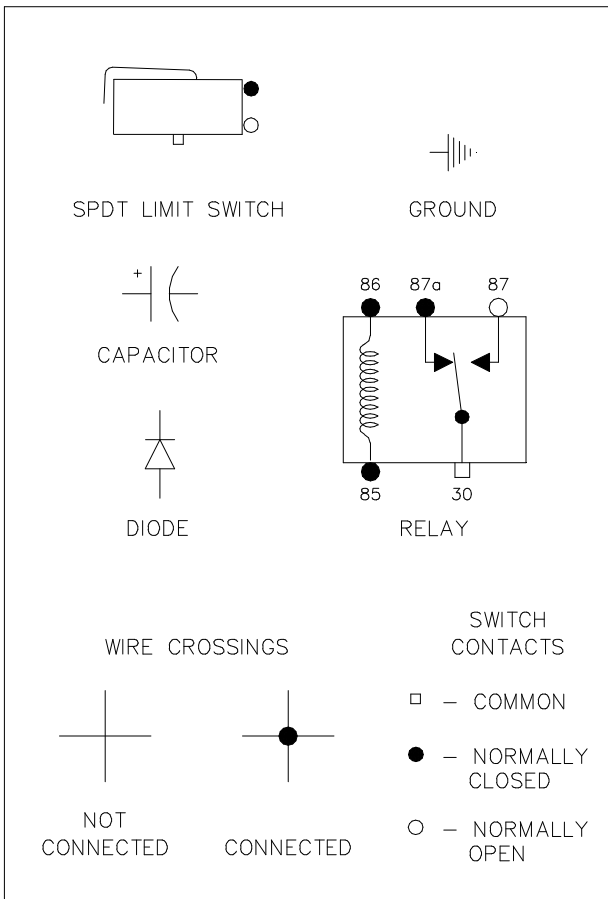 SPDT LIMIT SWITCH
GROUND
+
CAPACITOR
86 87a 87
85 30
DIODE
RELAY
WIRE CROSSINGS
NOT
CONNECTED
CONNECTED
SWITCH
CONTACTS
– COMMON
– NORMALLY
CLOSED
– NORMALLY
OPEN